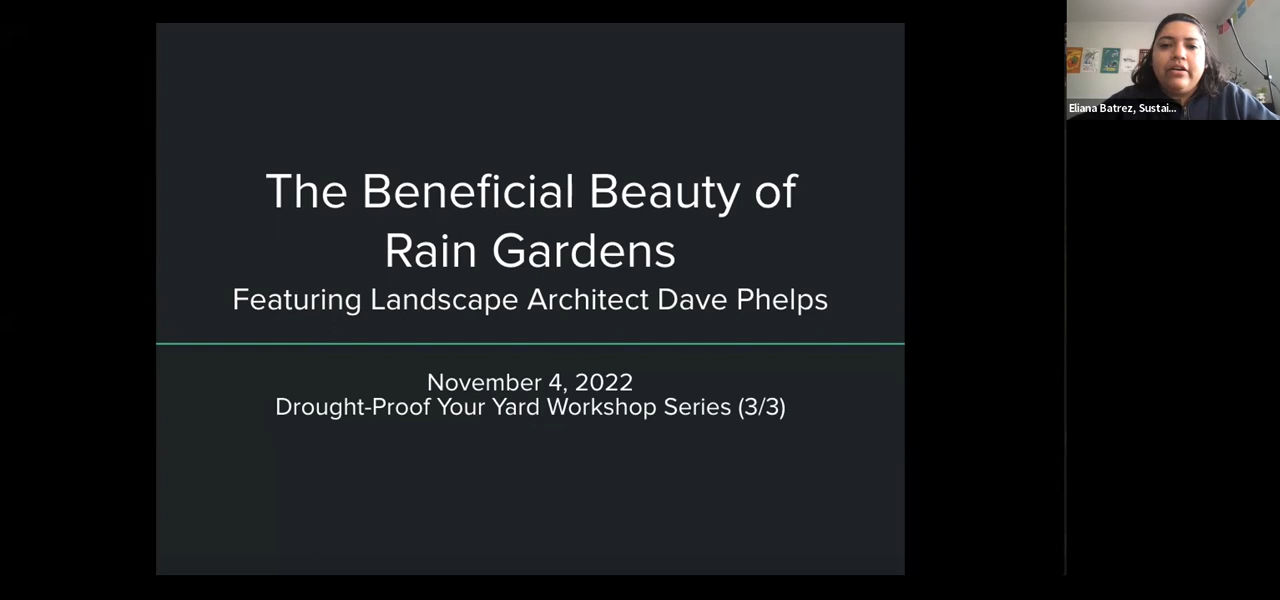 The Beneficial Beauty of
Rain Gardens
Featuring Landscape Architect Dave Phelps
November 4, 2022
Drought-Proof Your Yard Workshop Series (3/3)
Eliana Batrez, Sustai...